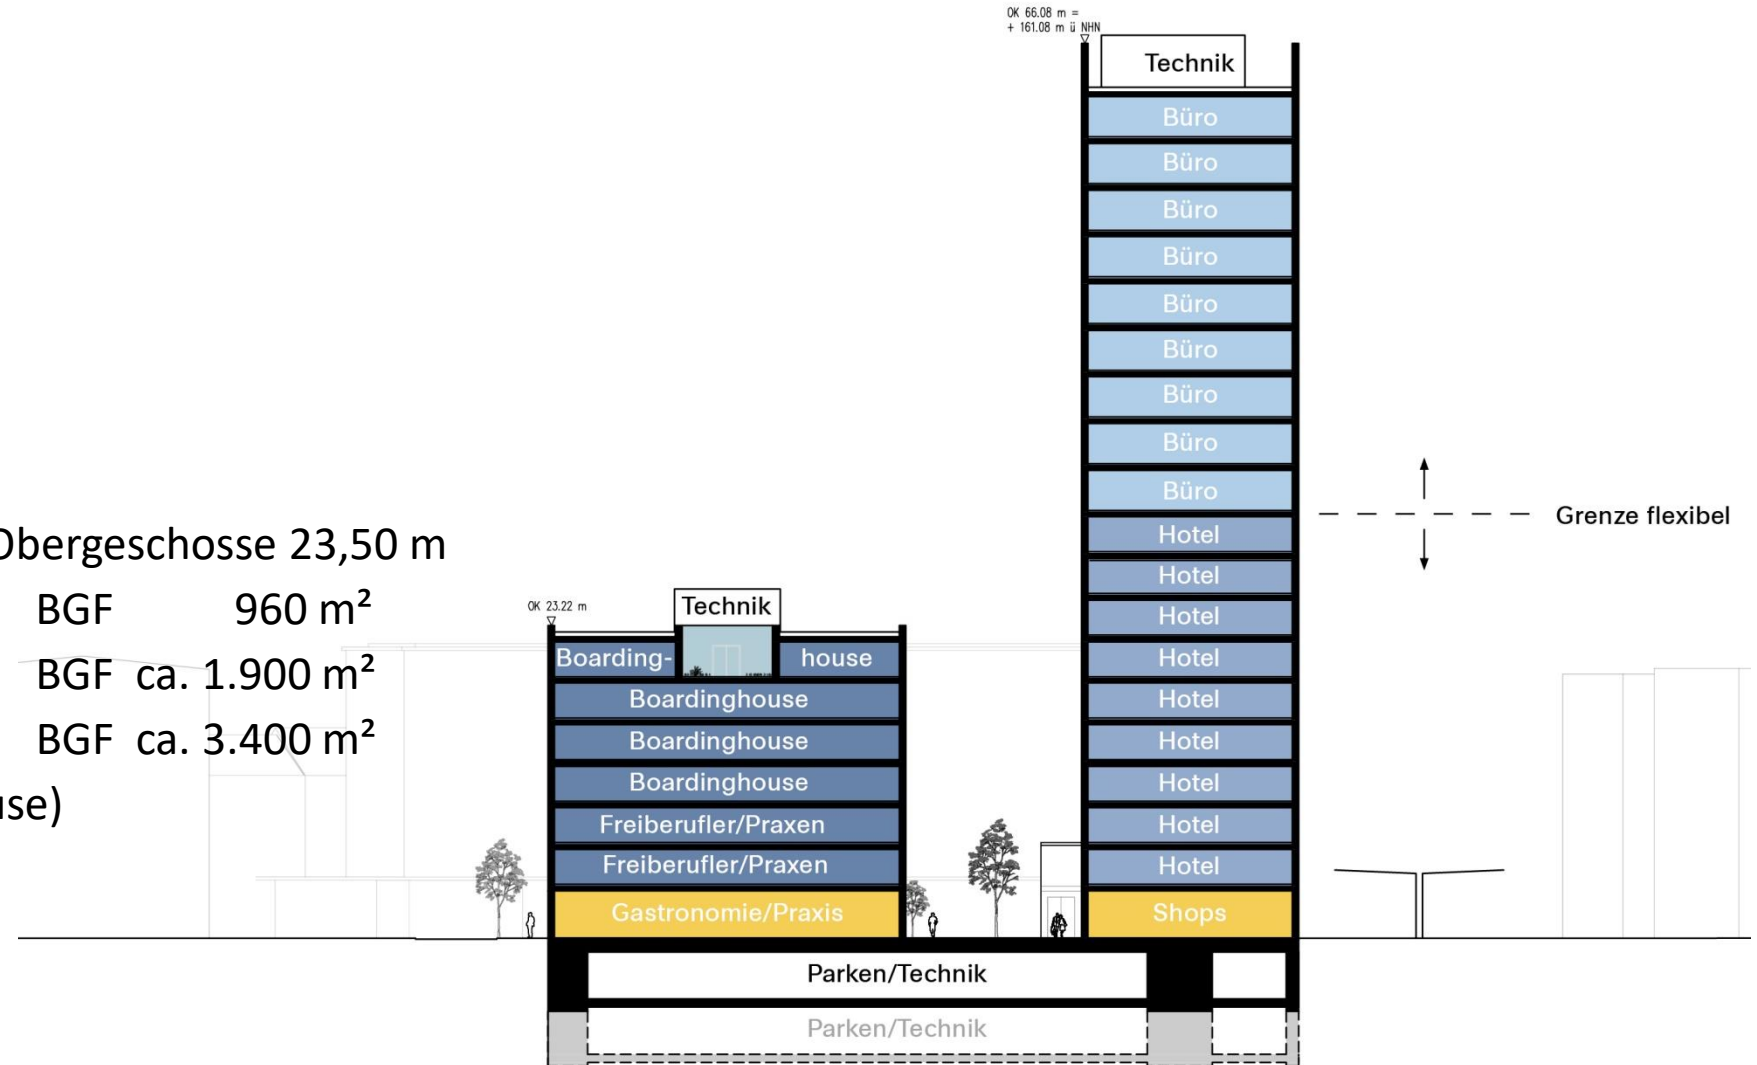 OK 66.08 m =
+ 161.08 m ü NHN
Technik
Büro
Büro
Büro
Büro
Büro
Büro
Büro
Büro
Büro
Hotel
Hotel
Hotel
Hotel
Hotel
Hotel
Hotel
Hotel
Hotel
Shops
Grenze flexibel
Obergeschosse 23,50 m
BGF 960 m²
BGF ca. 1.900 m²
BGF ca. 3.400 m²
use)
OK 23.22 m
Technik
Boarding- house
Boardinghouse
Boardinghouse
Boardinghouse
Freiberufler/Praxen
Freiberufler/Praxen
Gastronomie/Praxis
Parken/Technik
Parken/Technik